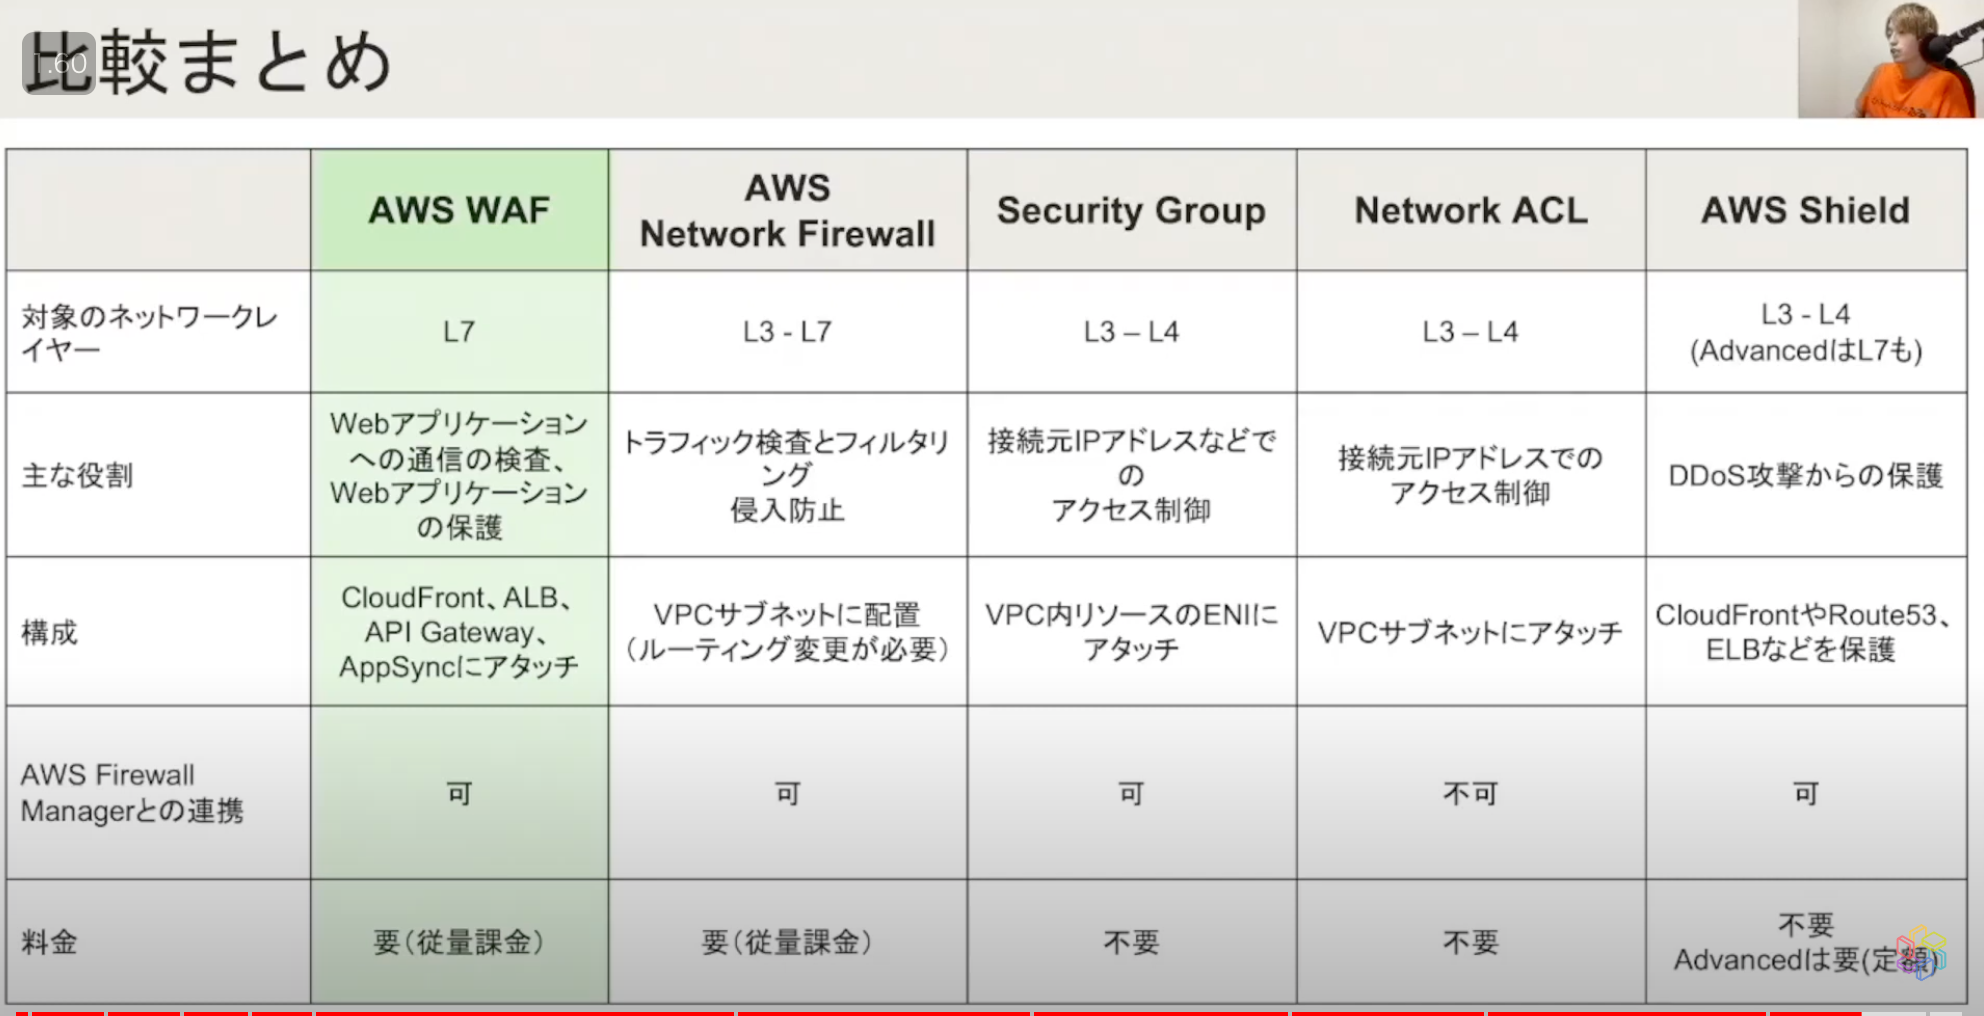 比較まとめ
1.60
AWS WAF
AWS
Network Firewall
Security Group
Network ACL
AWS Shield
対象のネットワークレ
イヤー
L7
L3 - L7
L3 – L4
L3 – L4
L3 - L4
(AdvancedはL7も)
主な役割
Webアプリケーション
への通信の検査、
Webアプリケーション
の保護
トラフィック検査とフィルタリ
ング
侵入防止
接続元IPアドレスなどで
の
アクセス制御
接続元IPアドレスでの
アクセス制御
DDoS攻撃からの保護
構成
CloudFront、ALB、
API Gateway、
AppSyncにアタッチ
VPCサブネットに配置
（ルーティング変更が必要）
VPC内リソースのENIに
アタッチ
VPCサブネットにアタッチ
CloudFrontやRoute53、
ELBなどを保護
AWS Firewall
Managerとの連携
可
可
可
不可
可
料金
要（従量課金）
要（従量課金）
不要
不要
不要
Advancedは要(定額)